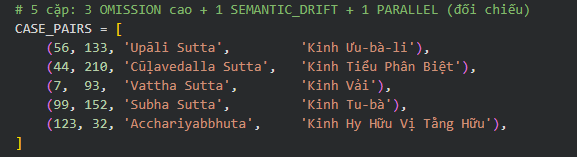 # 5 cặp: 3 OMISSION cao + 1 SEMANTIC_DRIFT + 1 PARALLEL (đối chiếu)
CASE_PAIRS = [
    (56, 133, 'Upāli Sutta',        'Kinh Ưu-bà-li'),
    (44, 210, 'Cūḷavedalla Sutta',  'Kinh Tiểu Phân Biệt'),
    (7,  93,  'Vattha Sutta',       'Kinh Vải'),
    (99, 152, 'Subha Sutta',        'Kinh Tu-bà'),
    (123, 32, 'Acchariyabbhuta',    'Kinh Hy Hữu Vị Tằng Hữu'),
]